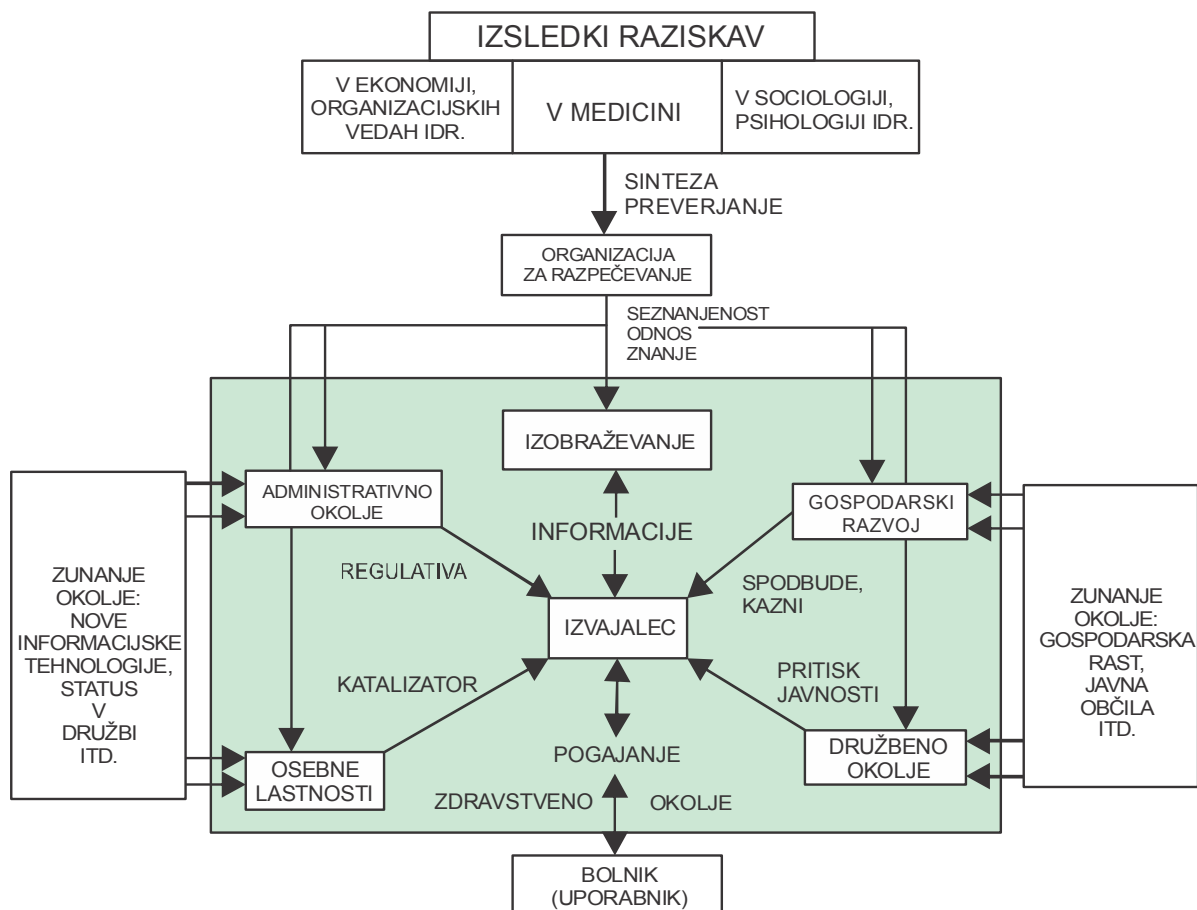 IZSLEDKI RAZISKAV
V EKONOMIJI,
ORGANIZACIJSKIH
VEDAH IDR.
V MEDICINI
V SOCIOLOGIJI,
PSIHOLOGIJI IDR.
SINTEZA
PREVERJANJE
ORGANIZACIJA
ZA RAZPEČEVANJE
SEZNANJENOST
ODNOS
ZNANJE
IZOBRAŽEVANJE
ADMINISTRATIVNO
OKOLJE
GOSPODARSKI
RAZVOJ
INFORMACIJE
REGULATIVA
SPODBUDE,
KAZNI
ZUNANJE
OKOLJE:
NOVE
INFORMACIJSKE
TEHNOLOGIJE,
STATUS
V
DRUŽBI
ITD.
IZVAJALEC
ZUNANJE
OKOLJE:
GOSPODARSKA
RAST,
JAVNA
OBČILA
ITD.
KATALIZATOR
PRITISK
JAVNOSTI
OSEBNE
LASTNOSTI
POGAJANJE
DRUŽBENO
OKOLJE
ZDRAVSTVENO OKOLJE
BOLNIK
(UPORABNIK)